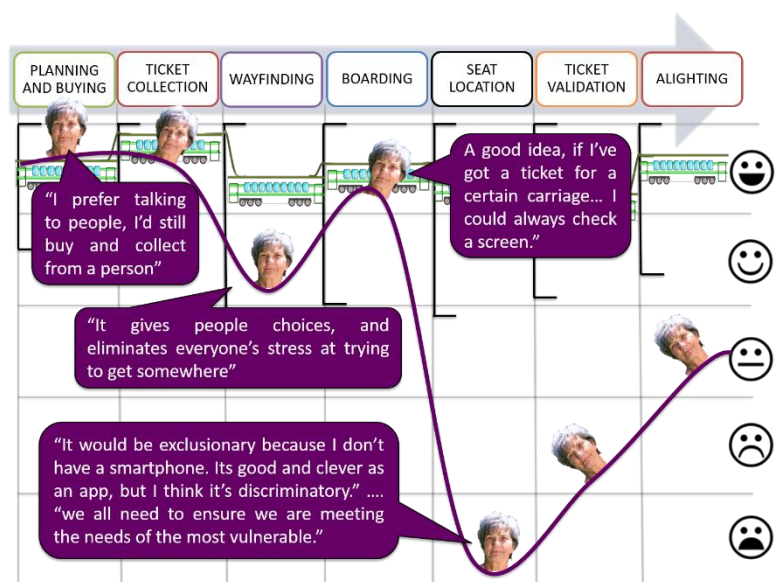 PLANNING
AND BUYING
TICKET
COLLECTION
WAYFINDING
BOARDING
SEAT
LOCATION
TICKET
VALIDATION
ALIGHTING
“I prefer talking
to people, I’d still
buy and collect
from a person”
A good idea, if I’ve
got a ticket for a
certain carriage... I
could always check
a screen.”
“It gives people choices, and
eliminates everyone’s stress at trying
to get somewhere”
“It would be exclusionary because I don’t
have a smartphone. Its good and clever as
an app, but I think it’s discriminatory.” ....
“we all need to ensure we are meeting
the needs of the most vulnerable.”